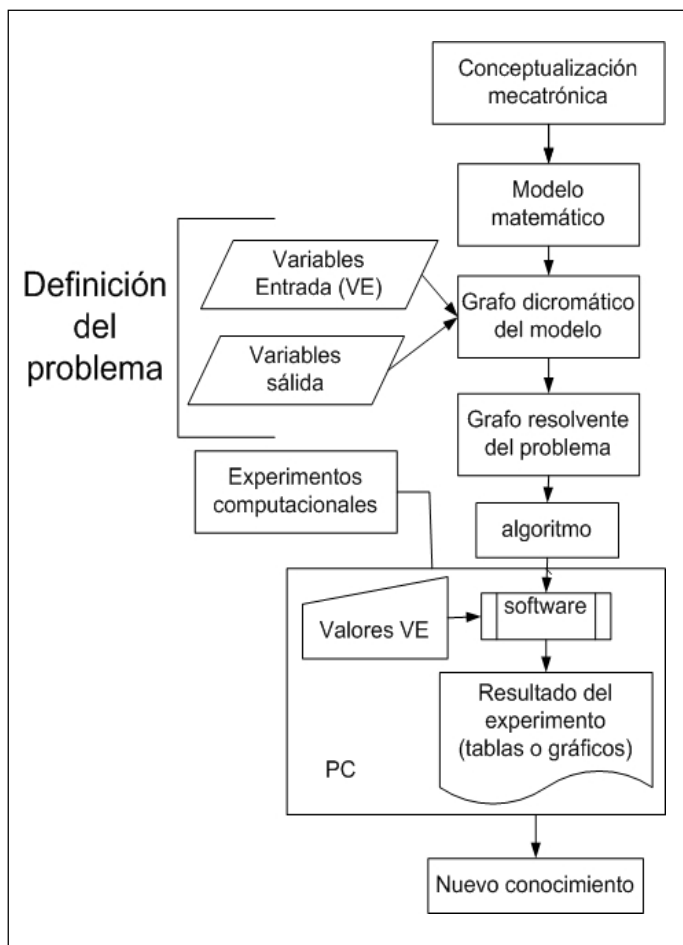 Conceptualización
mecatrónica
Modelo
matemático
Definición
del
problema
Variables
Entrada (VE)
Variables
sálida
Grafo dicromático
del modelo
Grafo resolvente
del problema
Experimentos
computacionales
algoritmo
Valores VE
software
Resultado del
experimento
(tablas o gráficos)
PC
Nuevo conocimiento